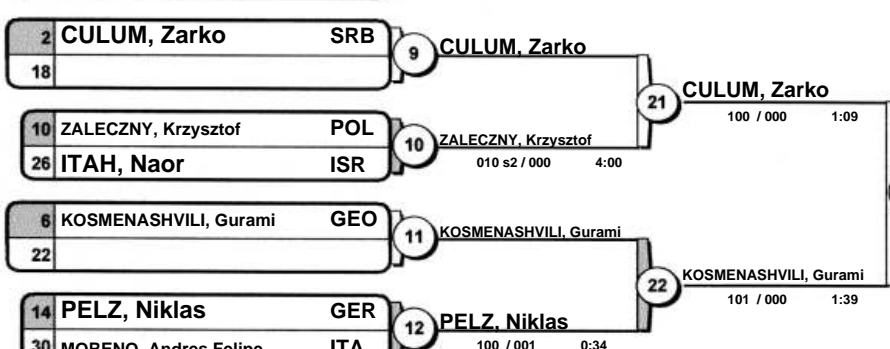 2 CULUM, Zarko SRB
18
9
CULUM, Zarko
10 ZALECZNY, Krzysztof POL
26 ITAH, Naor ISR
10
ZALECZNY, Krzysztof
010 s2 / 000 4:00
21
CULUM, Zarko
100 / 000 1:09
6 KOSMENASHVILI, Gurami GEO
22
11
KOSMENASHVILI, Gurami
14 PELZ, Niklas GER
30 MORENO, Andres Felipe ITA
12
PELZ, Niklas
100 / 001 0:34
22
KOSMENASHVILI, Gurami
101 / 000 1:39